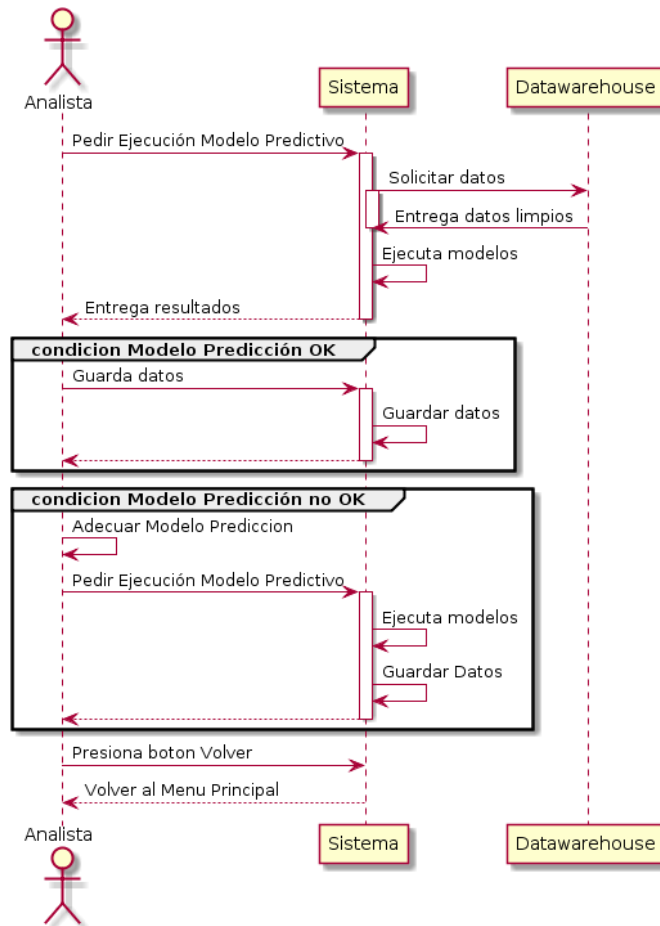 Analista
Sistema
Datawarehouse
Pedir Ejecución Modelo Predictivo
Solicitar datos
Entrega datos limpios
Ejecuta modelos
Entrega resultados
condicion Modelo Predicción OK
Guarda datos
Guardar datos
condicion Modelo Predicción no OK
Adecuar Modelo Prediccion
Pedir Ejecución Modelo Predictivo
Ejecuta modelos
Guardar Datos
Presiona boton Volver
Volver al Menu Principal
Analista
Sistema
Datawarehouse